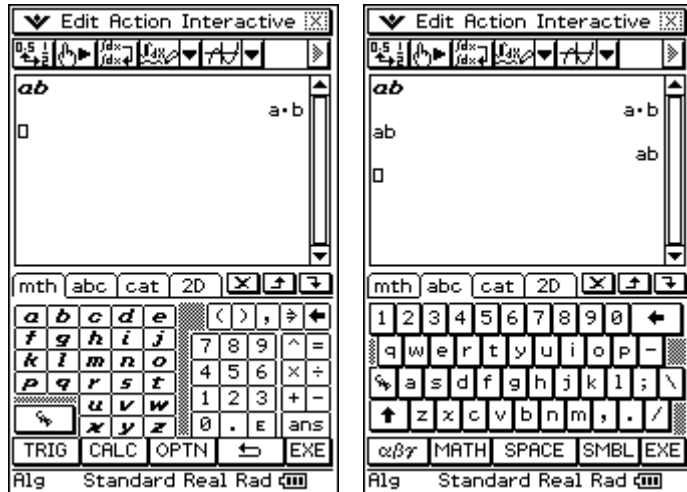 Edit Action Interactive
ab
a·b
mth abc cat 2D
a b c d e ( ) , ⇒ ←
f g h i j 7 8 9 ^ =
k l m n o 4 5 6 × ÷
p q r s t 1 2 3 + −
u v w 0 . E ans
x y z
TRIG CALC OPTN EXE
Alg Standard Real Rad
Edit Action Interactive
ab
a·b
ab
ab
mth abc cat 2D
1 2 3 4 5 6 7 8 9 0 ←
q w e r t y u i o p -
a s d f g h j k l ; \
z x c v b n m , . /
αβγ MATH SPACE SMBL EXE
Alg Standard Real Rad